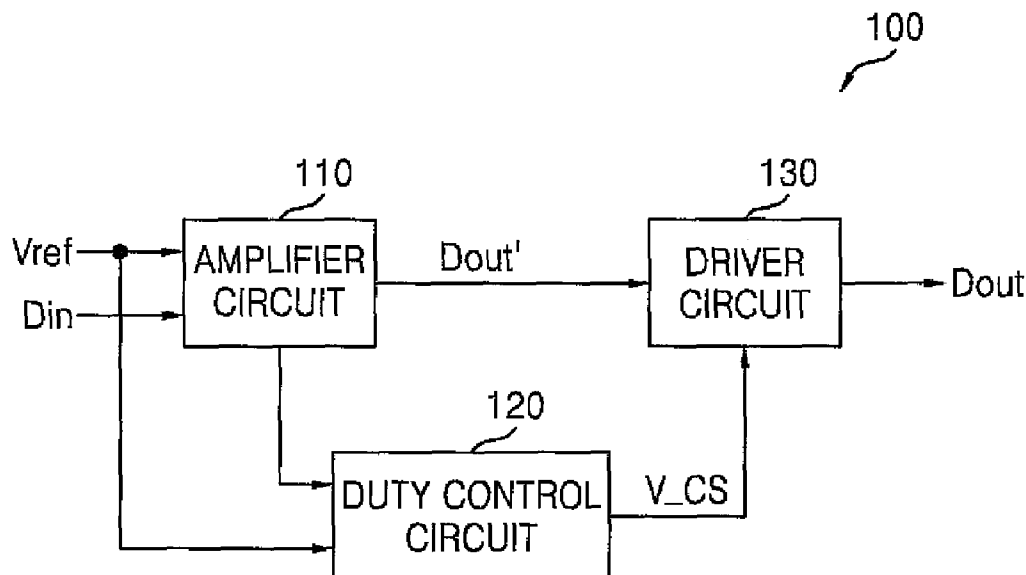 100
110
130
Vref
AMPLIFIER
CIRCUIT
Dout'
DRIVER
CIRCUIT
Dout
Din
120
DUTY CONTROL
CIRCUIT
V_CS